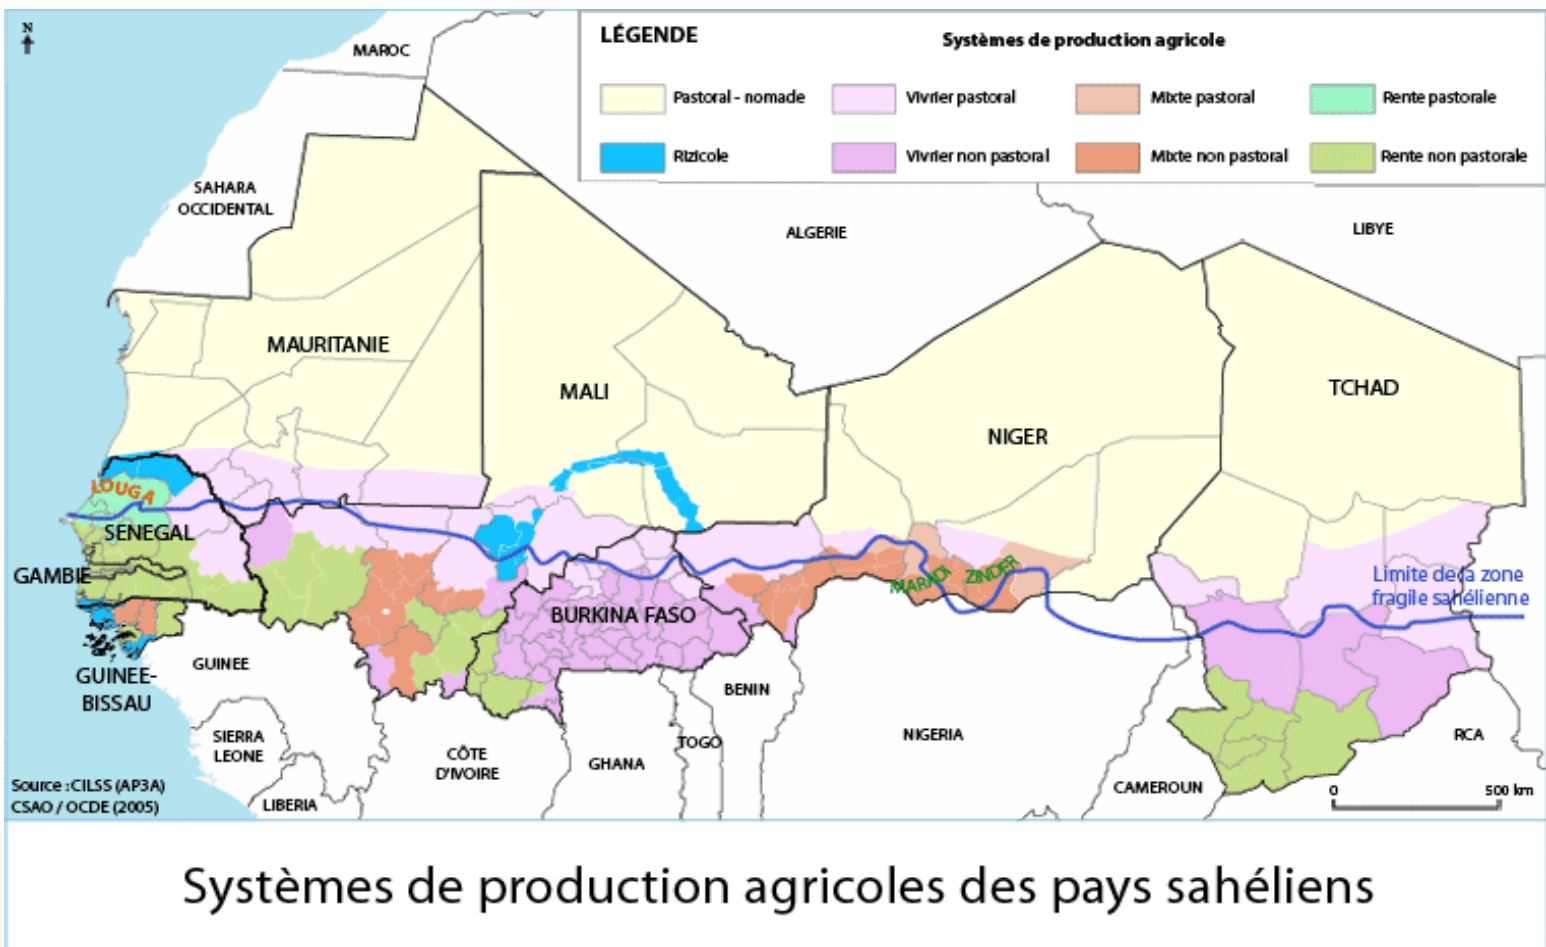 N
LÉGENDE
Systèmes de production agricole
Pastoral - nomade
Vivrier pastoral
Mixte pastoral
Rente pastorale
Rizicole
Vivrier non pastoral
Mixte non pastoral
Rente non pastorale
MAROC
SAHARA
OCCIDENTAL
ALGERIE
LIBYE
MAURITANIE
MALI
NIGER
TCHAD
LOUGA
SENEGAL
GAMBIE
MARADI
ZINDER
Limite de la zone
fragile sahélienne
BURKINA FASO
GUINEE-
BISSAU
GUINEE
BENIN
SIERRA
LEONE
CÔTE
D'IVOIRE
GHANA
TOGO
NIGERIA
RCA
CAMEROUN
LIBERIA
Source : CILSS (AP3A)
CSAO / OCDE (2005)
0 500 km
Systèmes de production agricoles des pays sahéliens